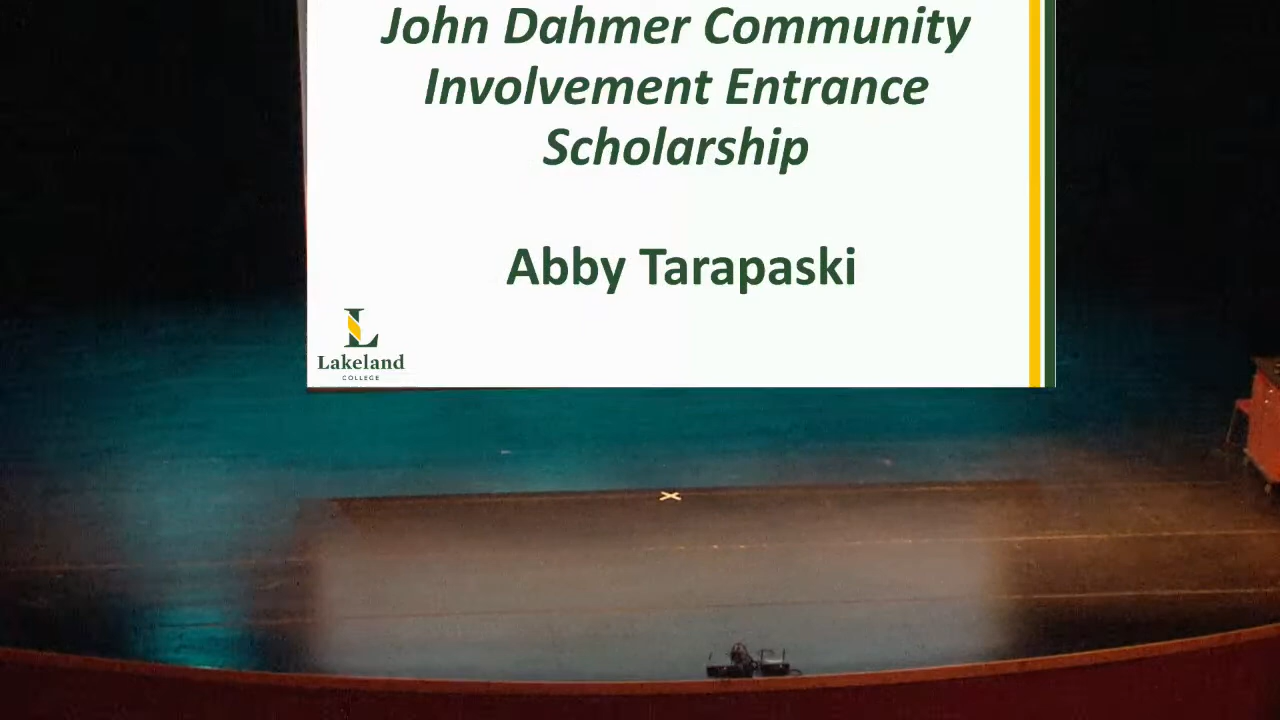 John Dahmer Community
Involvement Entrance
Scholarship
Abby Tarapaski
Lakeland
COLLEGE